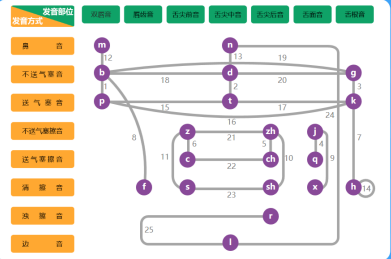 发音部位
发音方式
双唇音 唇齿音 舌尖前音 舌尖中音 舌尖后音 舌面音 舌根音
鼻音 m n
12 13 19
不送气塞音 b d g
18 20
1 2 3
送气塞音 p t k
15 17
24
16
不送气塞擦音 z zh j
21
8 6 5 4 7
11 10 9
送气塞擦音 c ch q
22
清擦音 f s sh x h 14
23
浊擦音 r
25
边音 l